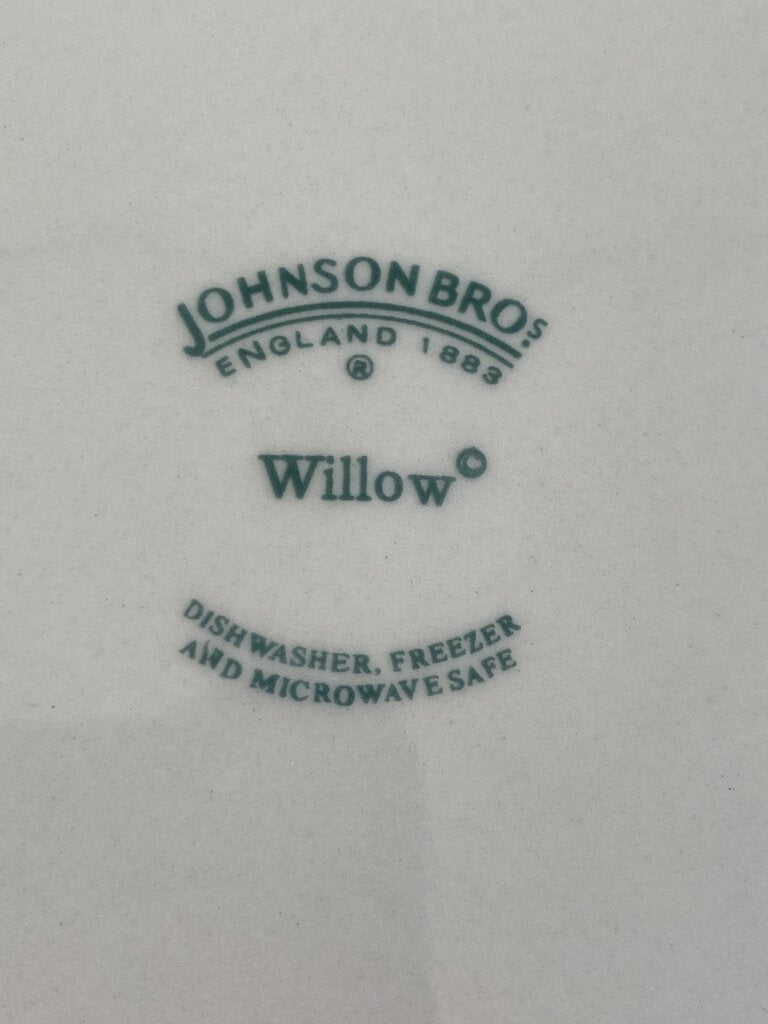 JOHNSON BROS.
ENGLAND 1883
®
Willow©
DISHWASHER, FREEZER
AND MICROWAVE SAFE